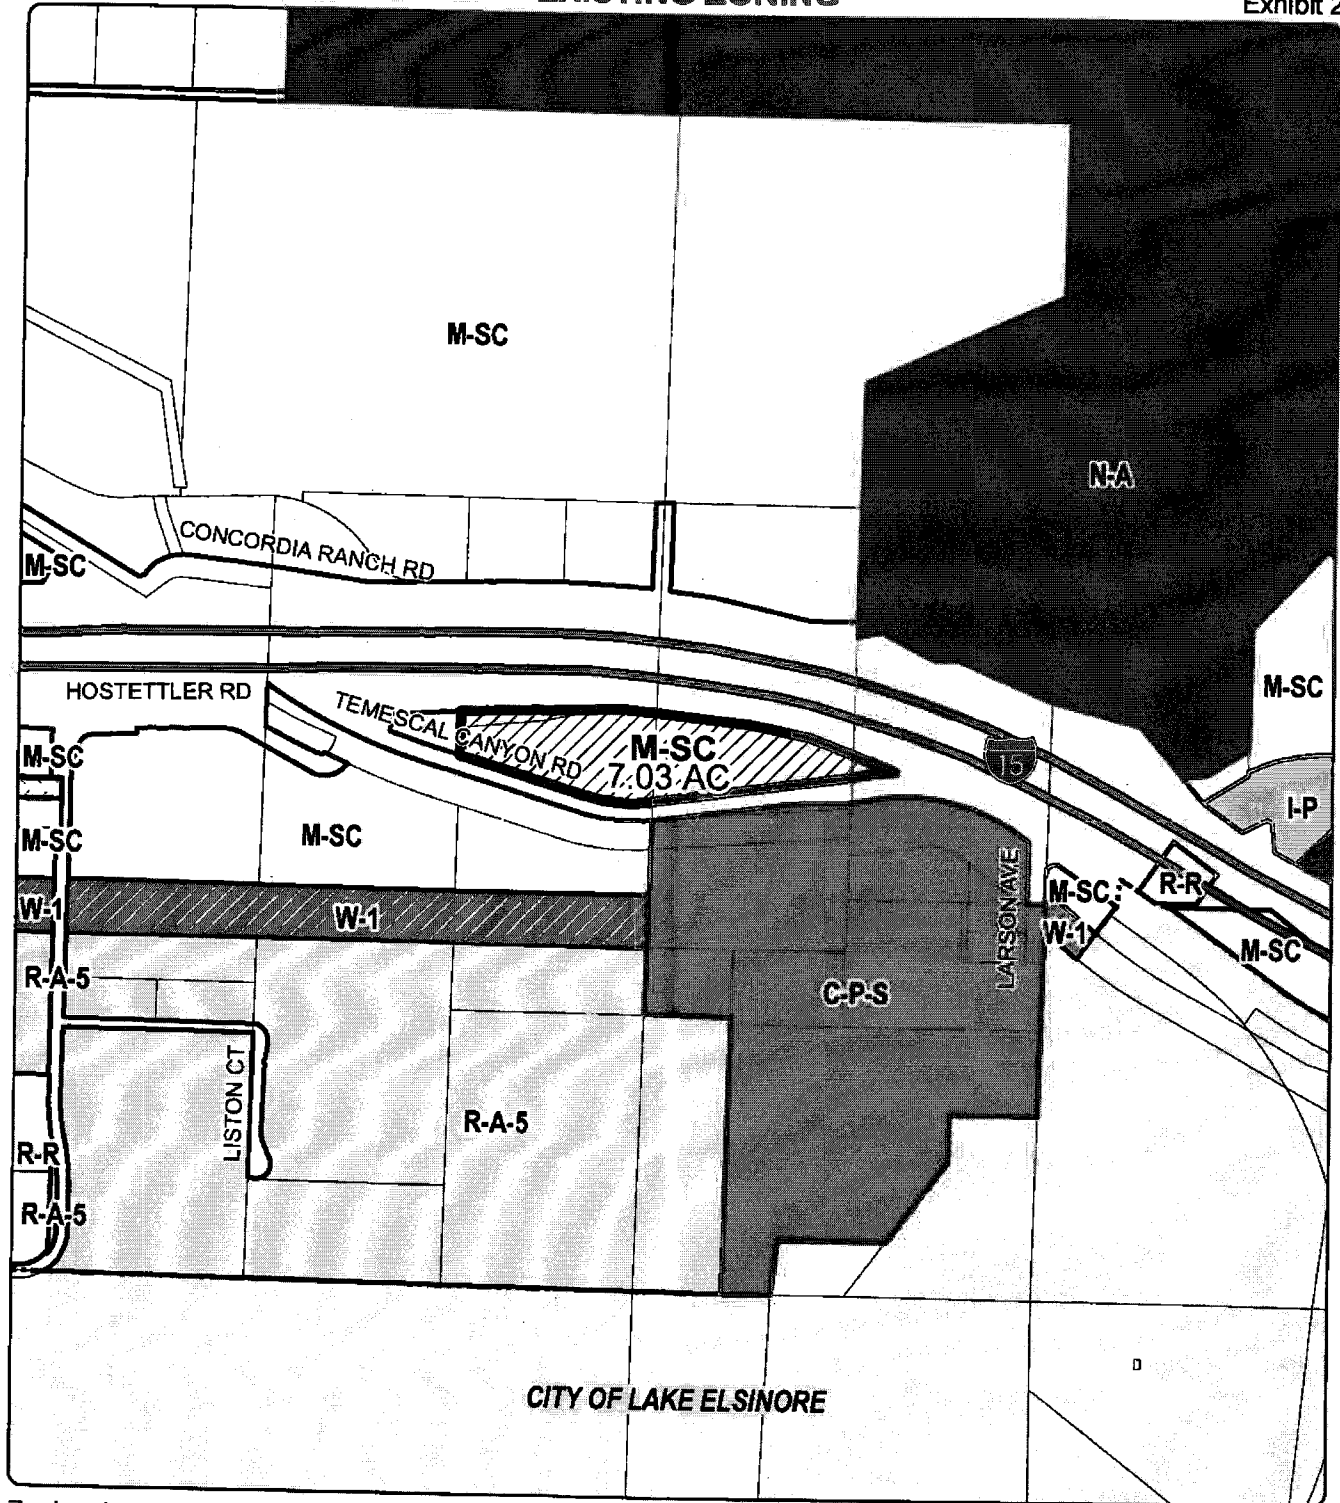 EXISTING ZONING
Exhibit 2
M-SC
N-A
CONCORDIA RANCH RD
M-SC
HOSTETTLER RD
TEMESCAL CANYON RD
M-SC
7.03 AC
M-SC
15
M-SC
M-SC
M-SC
I-P
LARSON AVE
M-SC
R-R
W-1
W-1
W-1
M-SC
R-A-5
C-P-S
LISTON CT
R-A-5
R-R
R-A-5
CITY OF LAKE ELSINORE